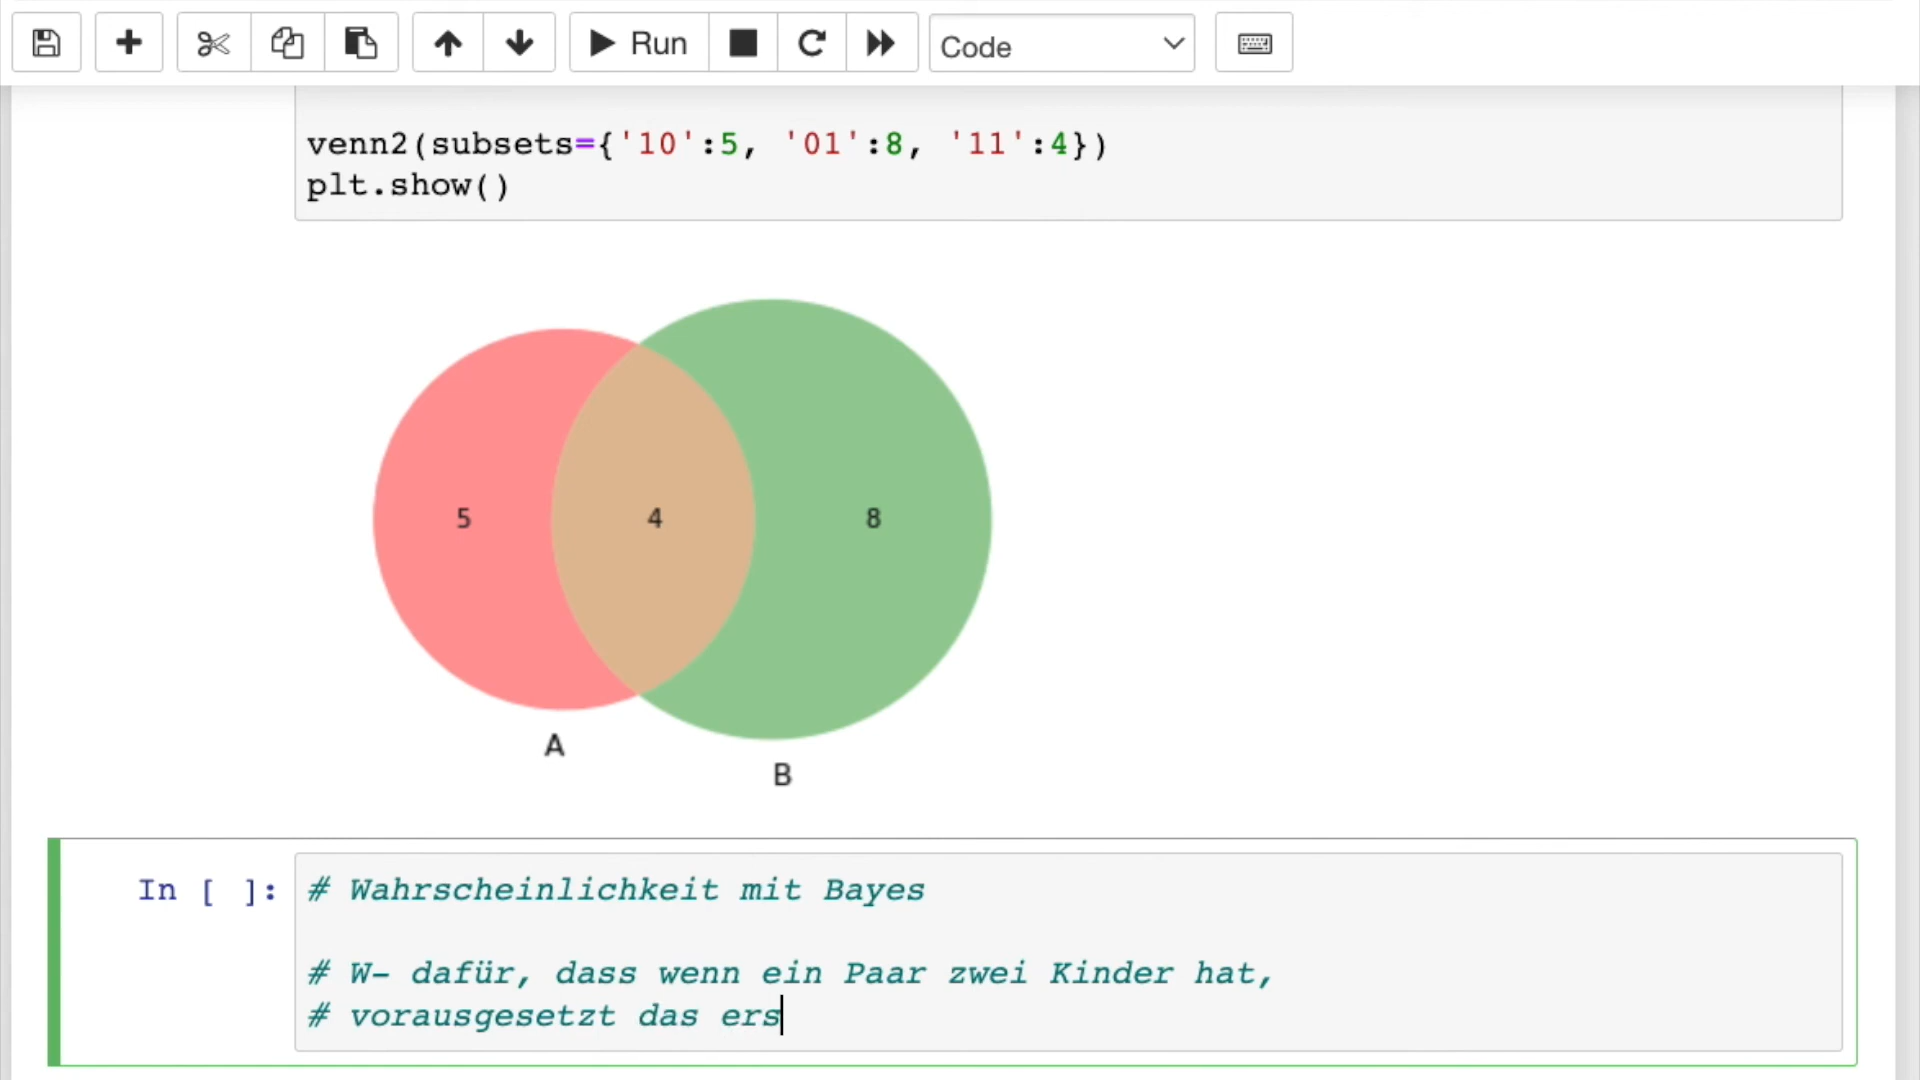 Run
Code
venn2(subsets={'10':5, '01':8, '11':4})
plt.show()
5 4 8
A
B
In [ ]:
# Wahrscheinlichkeit mit Bayes
# W- dafür, dass wenn ein Paar zwei Kinder hat,
# vorausgesetzt das ers